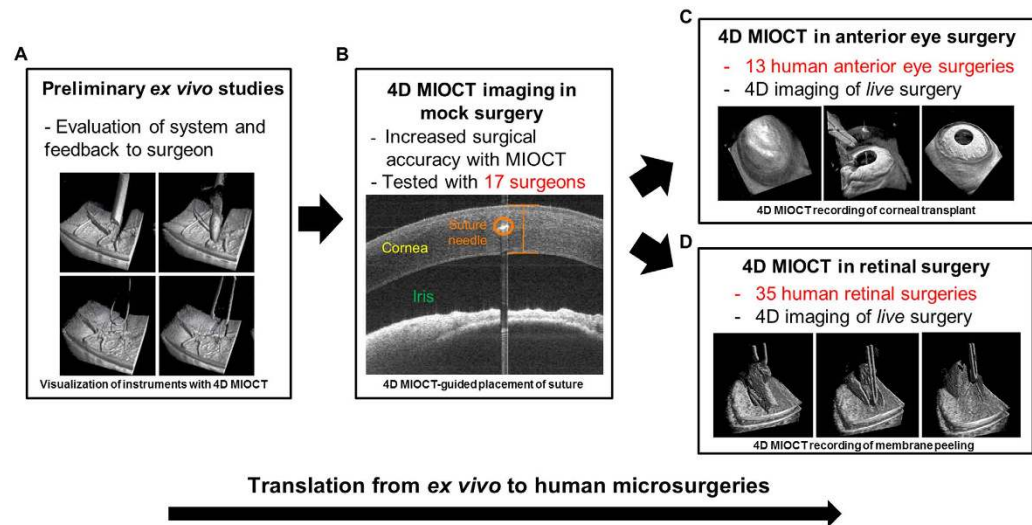 A
Preliminary ex vivo studies
- Evaluation of system and
feedback to surgeon
Visualization of instruments with 4D MIOCT
B
4D MIOCT imaging in
mock surgery
- Increased surgical
accuracy with MIOCT
- Tested with 17 surgeons
Suture
needle
Cornea
Iris
4D MIOCT-guided placement of suture
C
4D MIOCT in anterior eye surgery
- 13 human anterior eye surgeries
- 4D imaging of live surgery
4D MIOCT recording of corneal transplant
D
4D MIOCT in retinal surgery
- 35 human retinal surgeries
- 4D imaging of live surgery
4D MIOCT recording of membrane peeling
Translation from ex vivo to human microsurgeries